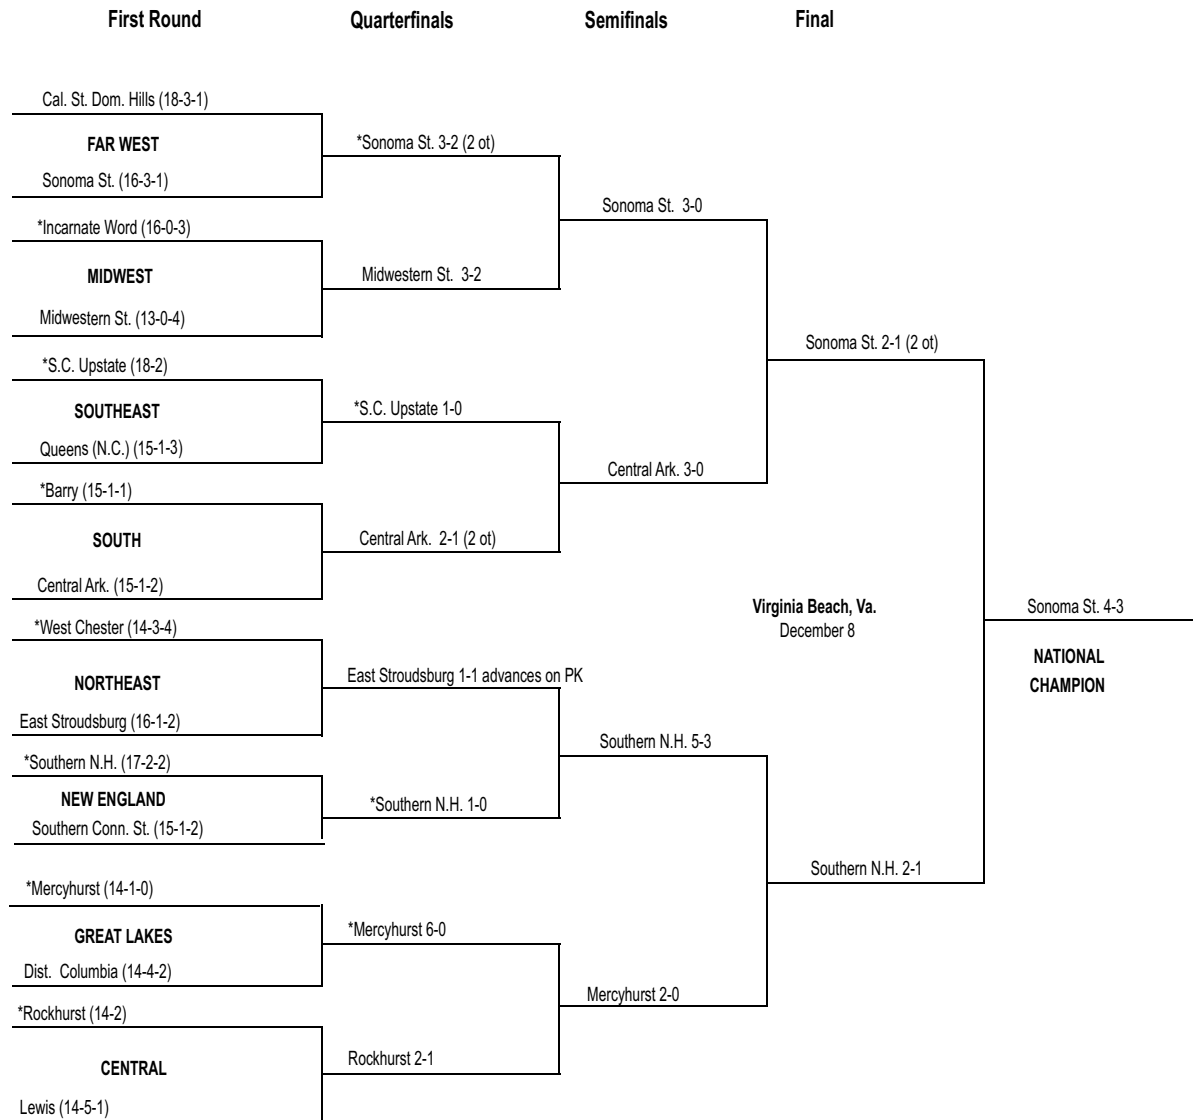 First Round Quarterfinals Semifinals Final
Cal. St. Dom. Hills (18-3-1)
FAR WEST
*Sonoma St. 3-2 (2 ot)
Sonoma St. (16-3-1)
Sonoma St. 3-0
*Incarnate Word (16-0-3)
MIDWEST
Midwestern St. 3-2
Midwestern St. (13-0-4)
Sonoma St. 2-1 (2 ot)
*S.C. Upstate (18-2)
SOUTHEAST
*S.C. Upstate 1-0
Queens (N.C.) (15-1-3)
Central Ark. 3-0
*Barry (15-1-1)
SOUTH
Central Ark. 2-1 (2 ot)
Central Ark. (15-1-2)
Virginia Beach, Va.
December 8
Sonoma St. 4-3
NATIONAL
CHAMPION
*West Chester (14-3-4)
NORTHEAST
East Stroudsburg 1-1 advances on PK
East Stroudsburg (16-1-2)
Southern N.H. 5-3
*Southern N.H. (17-2-2)
NEW ENGLAND
*Southern N.H. 1-0
Southern Conn. St. (15-1-2)
Southern N.H. 2-1
*Mercyhurst (14-1-0)
GREAT LAKES
*Mercyhurst 6-0
Dist. Columbia (14-4-2)
Mercyhurst 2-0
*Rockhurst (14-2)
CENTRAL
Rockhurst 2-1
Lewis (14-5-1)